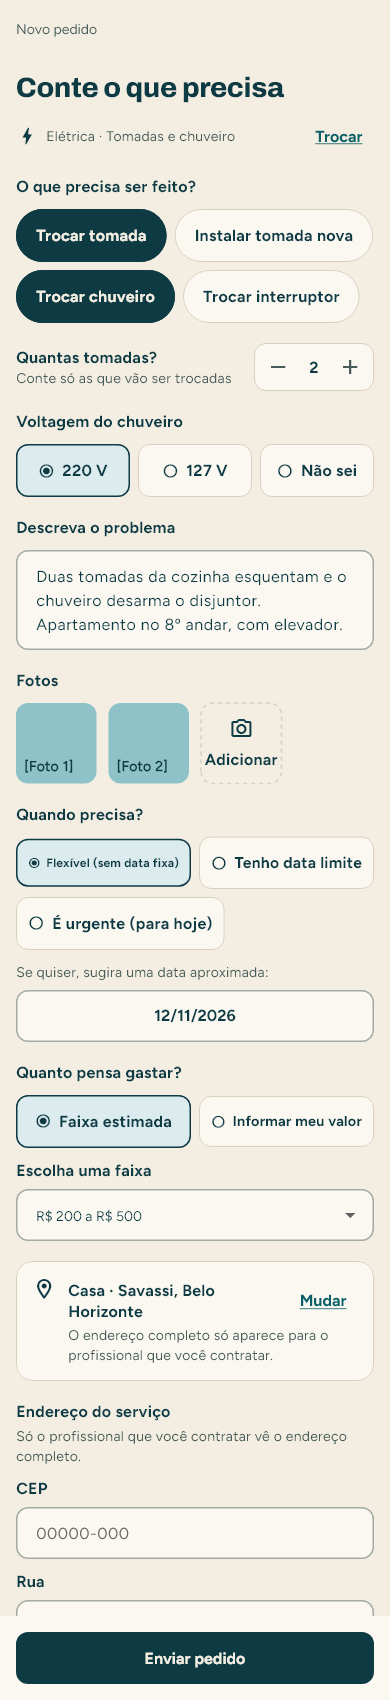 Novo pedido
Conte o que precisa
Elétrica · Tomadas e chuveiro
Trocar
O que precisa ser feito?
Trocar tomada
Instalar tomada nova
Trocar chuveiro
Trocar interruptor
Quantas tomadas?
Conte só as que vão ser trocadas
2
Voltagem do chuveiro
220 V
127 V
Não sei
Descreva o problema
Duas tomadas da cozinha esquentam e o
chuveiro desarma o disjuntor.
Apartamento no 8º andar, com elevador.
Fotos
[Foto 1]
[Foto 2]
Adicionar
Quando precisa?
Flexível (sem data fixa)
Tenho data limite
É urgente (para hoje)
Se quiser, sugira uma data aproximada:
12/11/2026
Quanto pensa gastar?
Faixa estimada
Informar meu valor
Escolha uma faixa
R$ 200 a R$ 500
Casa · Savassi, Belo
Horizonte
Mudar
O endereço completo só aparece para o
profissional que você contratar.
Endereço do serviço
Só o profissional que você contratar vê o endereço
completo.
CEP
00000-000
Rua
Enviar pedido